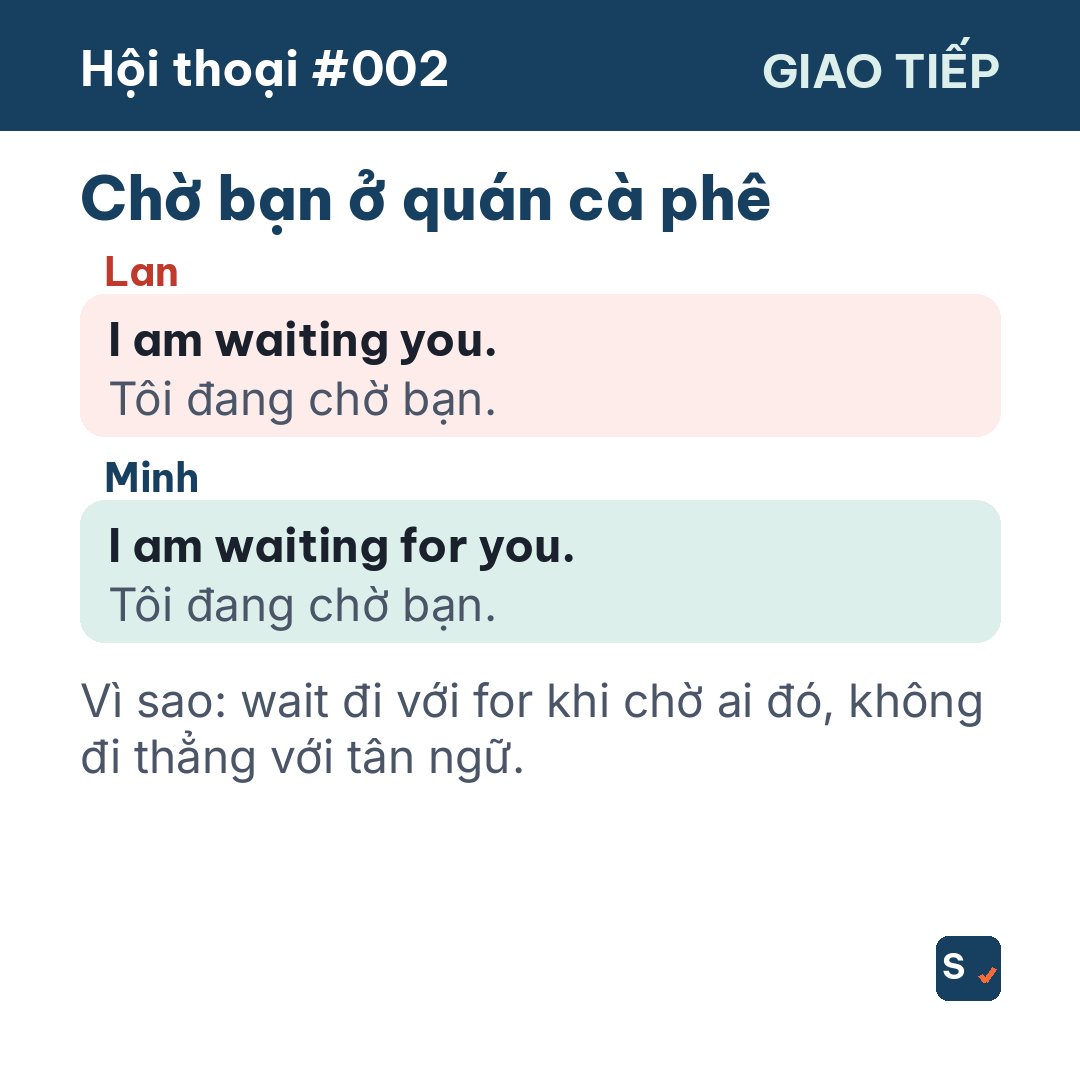 Hội thoại #002
GIAO TIẾP
Chờ bạn ở quán cà phê
Lan
I am waiting you.
Tôi đang chờ bạn.
Minh
I am waiting for you.
Tôi đang chờ bạn.
Vì sao: wait đi với for khi chờ ai đó, không
đi thẳng với tân ngữ.
S